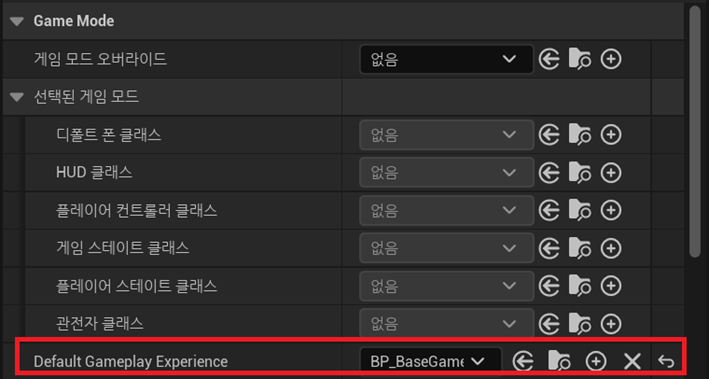 Game Mode
게임 모드 오버라이드 없음
선택된 게임 모드
디폴트 폰 클래스 없음
HUD 클래스 없음
플레이어 컨트롤러 클래스 없음
게임 스테이트 클래스 없음
플레이어 스테이트 클래스 없음
관전자 클래스 없음
Default Gameplay Experience BP_BaseGame